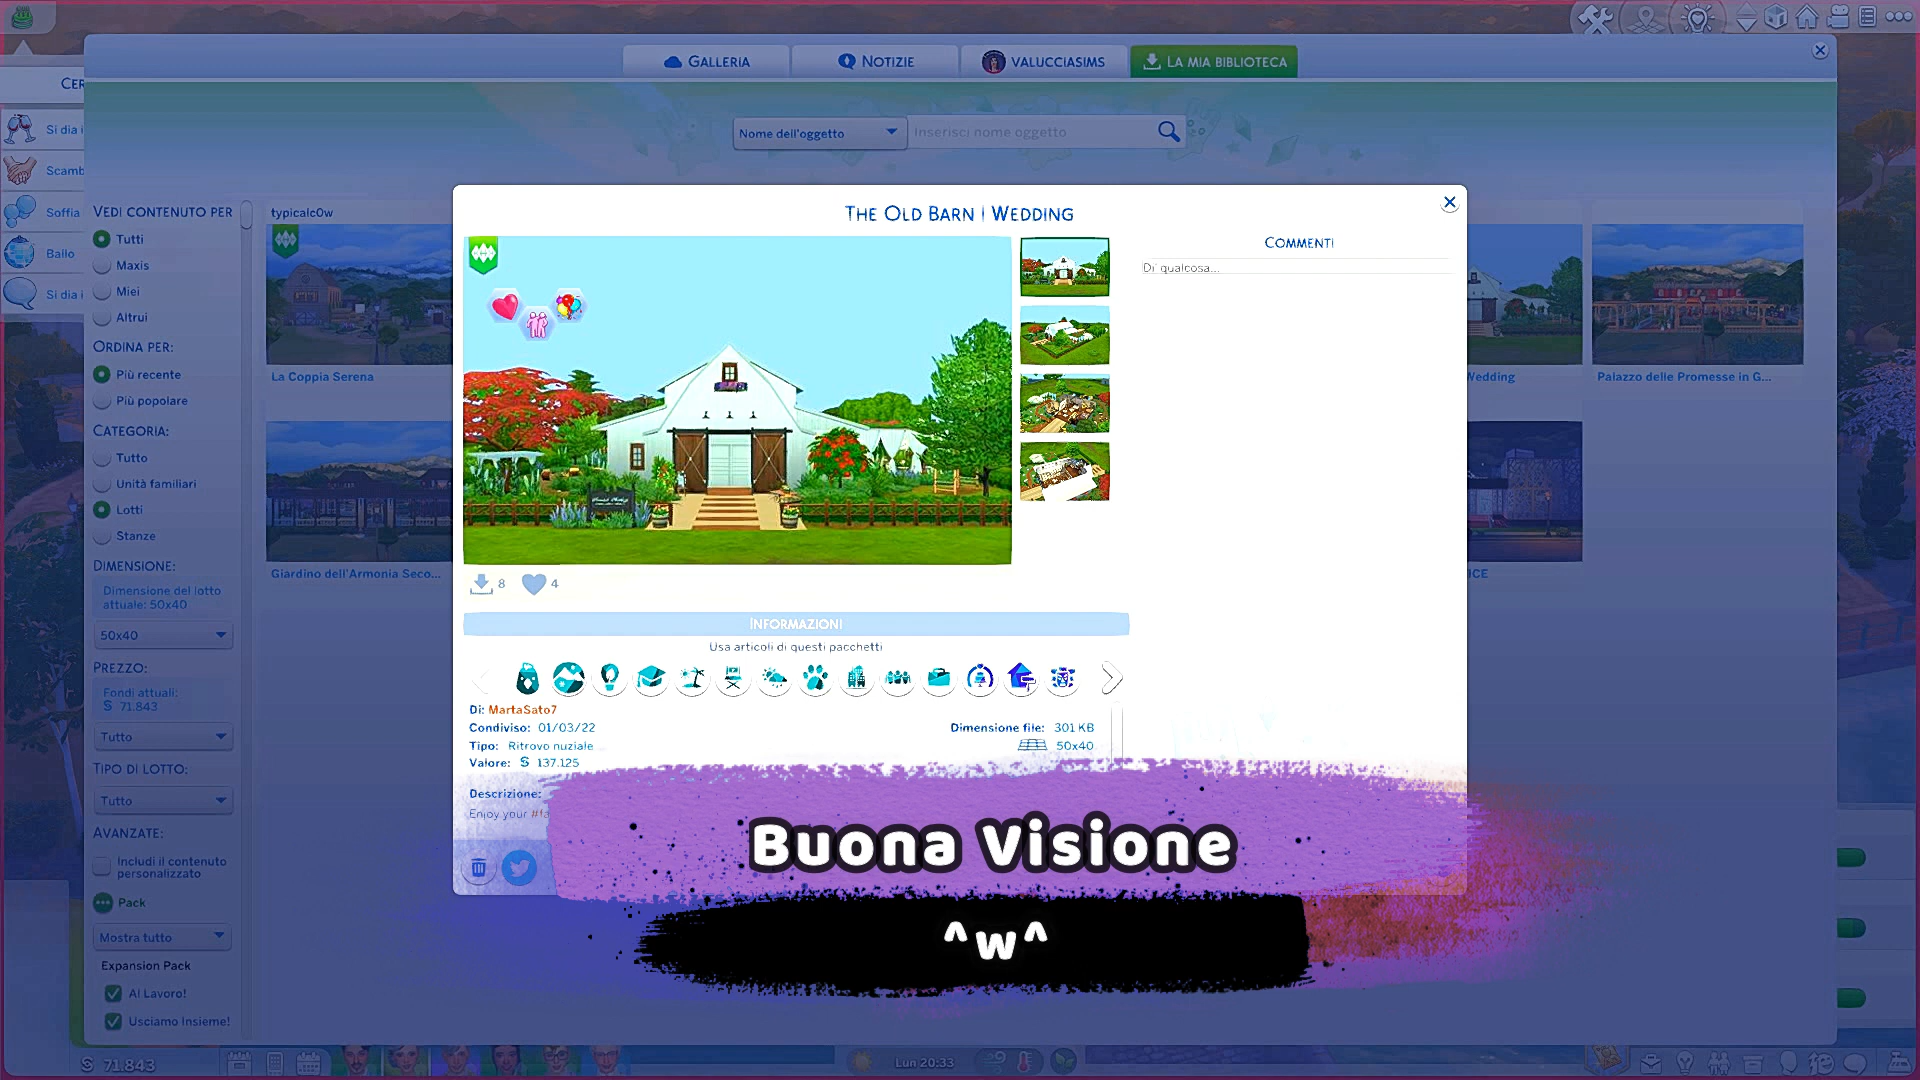 GALLERIA
NOTIZIE
VALUCCIASIMS
LA MIA BIBLIOTECA
CER
Nome dell'oggetto
Inserisci nome oggetto
Si dia i
Scamb
Soffia
Ballo
Si dia i
VEDI CONTENUTO PER
Tutti
Maxis
Miei
Altrui
ORDINA PER:
Più recente
Più popolare
CATEGORIA:
Tutto
Unità familiari
Lotti
Stanze
DIMENSIONE:
Dimensione del lotto
attuale: 50x40
50x40
PREZZO:
Fondi attuali:
§ 71.843
Tutto
TIPO DI LOTTO:
Tutto
AVANZATE:
Includi il contenuto
personalizzato
Pack
Mostra tutto
Expansion Pack
Al Lavoro!
Usciamo Insieme!
typicalc0w
La Coppia Serena
Giardino dell'Armonia Seco...
THE OLD BARN | WEDDING
COMMENTI
Di' qualcosa...
8
4
INFORMAZIONI
Usa articoli di questi pacchetti
Di: MartaSato7
Condiviso: 01/03/22
Tipo: Ritrovo nuziale
Valore: § 137.125
Dimensione file: 301 KB
50x40
Descrizione:
Enjoy your
Wedding
Palazzo delle Promesse in G...
ICE
Buona Visione
^w^
§ 71.843
Lun 20:33